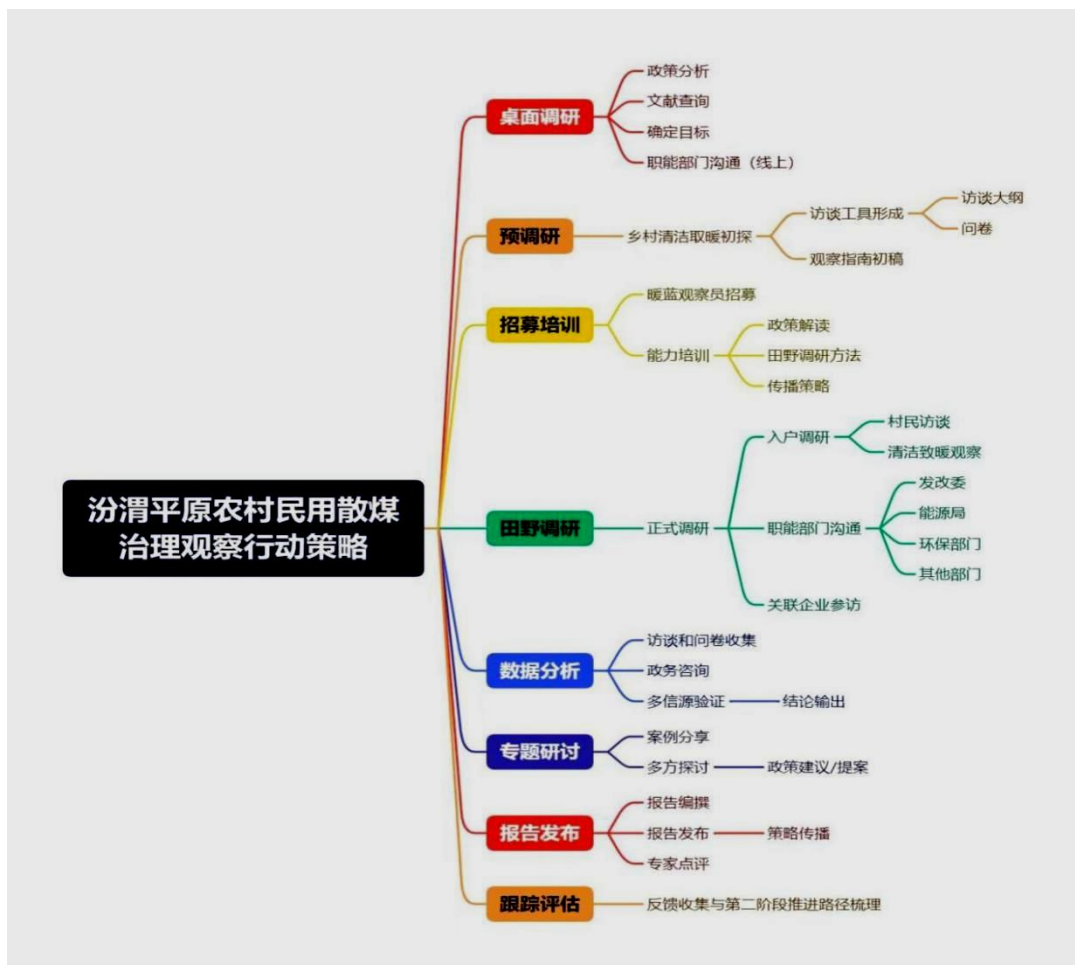 汾渭平原农村民用散煤
治理观察行动策略
桌面调研
政策分析
文献查询
确定目标
职能部门沟通（线上）
预调研
乡村清洁取暖初探
访谈工具形成
访谈大纲
问卷
观察指南初稿
招募培训
暖蓝观察员招募
能力培训
政策解读
田野调研方法
传播策略
田野调研
正式调研
入户调研
村民访谈
清洁致暖观察
职能部门沟通
发改委
能源局
环保部门
其他部门
关联企业参访
数据分析
访谈和问卷收集
政务咨询
多信源验证
结论输出
专题研讨
案例分享
多方探讨
政策建议/提案
报告发布
报告编撰
报告发布
策略传播
专家点评
跟踪评估
反馈收集与第二阶段推进路径梳理